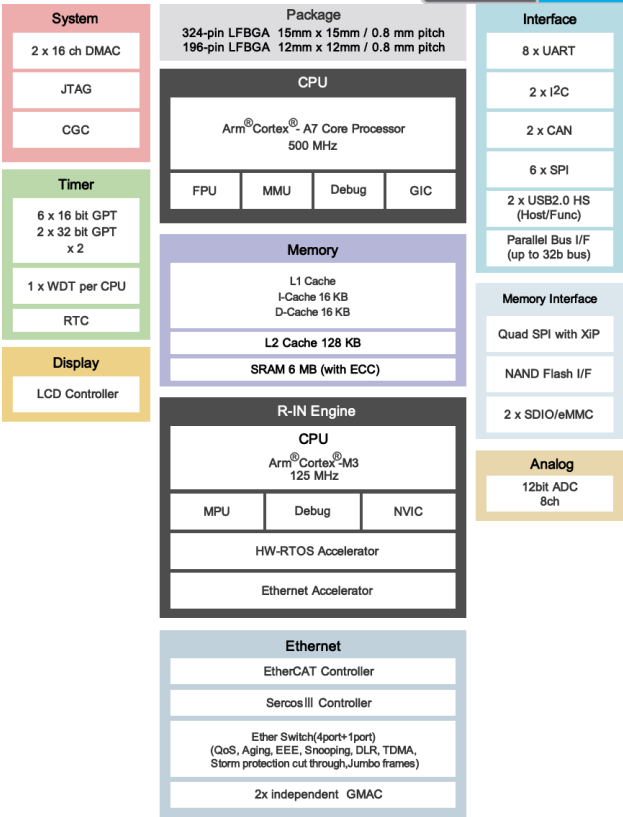 System
2 x 16 ch DMAC
JTAG
CGC
Timer
6 x 16 bit GPT
2 x 32 bit GPT
x 2
1 x WDT per CPU
RTC
Display
LCD Controller
Package
324-pin LFBGA 15mm x 15mm / 0.8 mm pitch
196-pin LFBGA 12mm x 12mm / 0.8 mm pitch
CPU
Arm®Cortex®- A7 Core Processor
500 MHz
FPU
MMU
Debug
GIC
Memory
L1 Cache
I-Cache 16 KB
D-Cache 16 KB
L2 Cache 128 KB
SRAM 6 MB (with ECC)
R-IN Engine
CPU
Arm®Cortex®-M3
125 MHz
MPU
Debug
NVIC
HW-RTOS Accelerator
Ethernet Accelerator
Ethernet
EtherCAT Controller
SercosⅢ Controller
Ether Switch(4port+1port)
(QoS, Aging, EEE, Snooping, DLR, TDMA,
Storm protection cut through,Jumbo frames)
2x independent GMAC
Interface
8 x UART
2 x I2C
2 x CAN
6 x SPI
2 x USB2.0 HS
(Host/Func)
Parallel Bus I/F
(up to 32b bus)
Memory Interface
Quad SPI with XiP
NAND Flash I/F
2 x SDIO/eMMC
Analog
12bit ADC
8ch